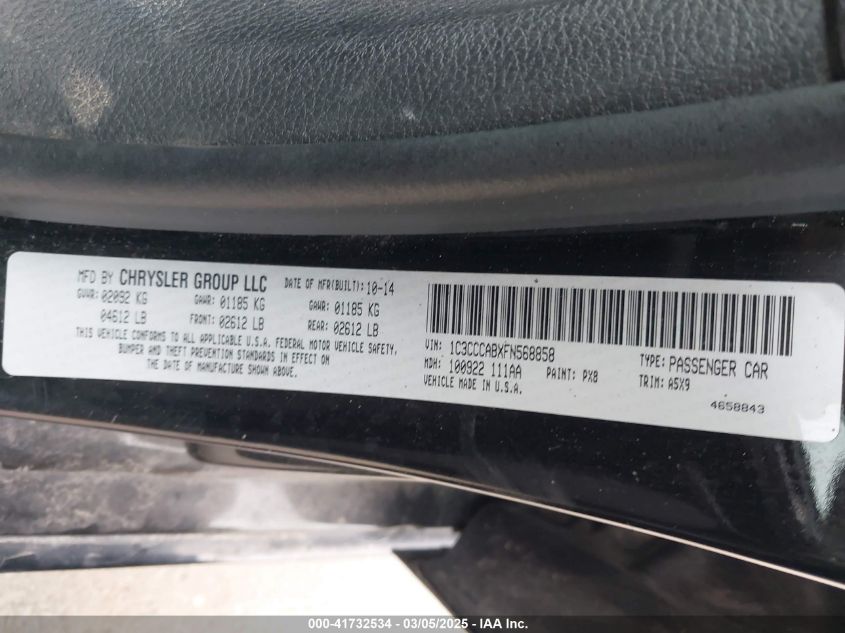 MFD BY CHRYSLER GROUP LLC DATE OF MFR(BUILT): 10-14
GVWR: 02092 KG GAWR: 01185 KG GAWR: 01185 KG
04612 LB FRONT: 02612 LB REAR: 02612 LB
THIS VEHICLE CONFORMS TO ALL APPLICABLE U.S.A. FEDERAL MOTOR VEHICLE SAFETY,
BUMPER AND THEFT PREVENTION STANDARDS IN EFFECT ON
THE DATE OF MANUFACTURE SHOWN ABOVE.
VIN: 1C3CCCABXFN568858 TYPE: PASSENGER CAR
MDH: 100922 111AA PAINT: PX8 TRIM: A5X9
VEHICLE MADE IN U.S.A.
4658843
000-41732534 - 03/05/2025 - IAA Inc.